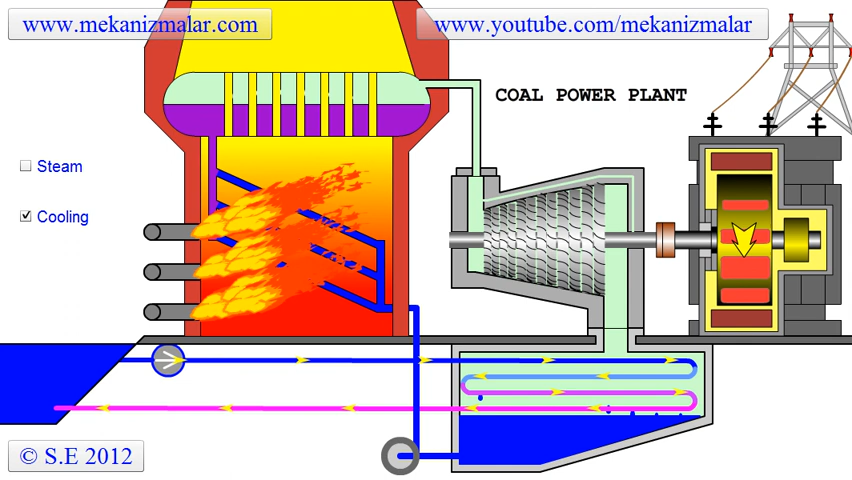 www.mekanizmalar.com
www.youtube.com/mekanizmalar
COAL POWER PLANT
Steam
Cooling
© S.E 2012